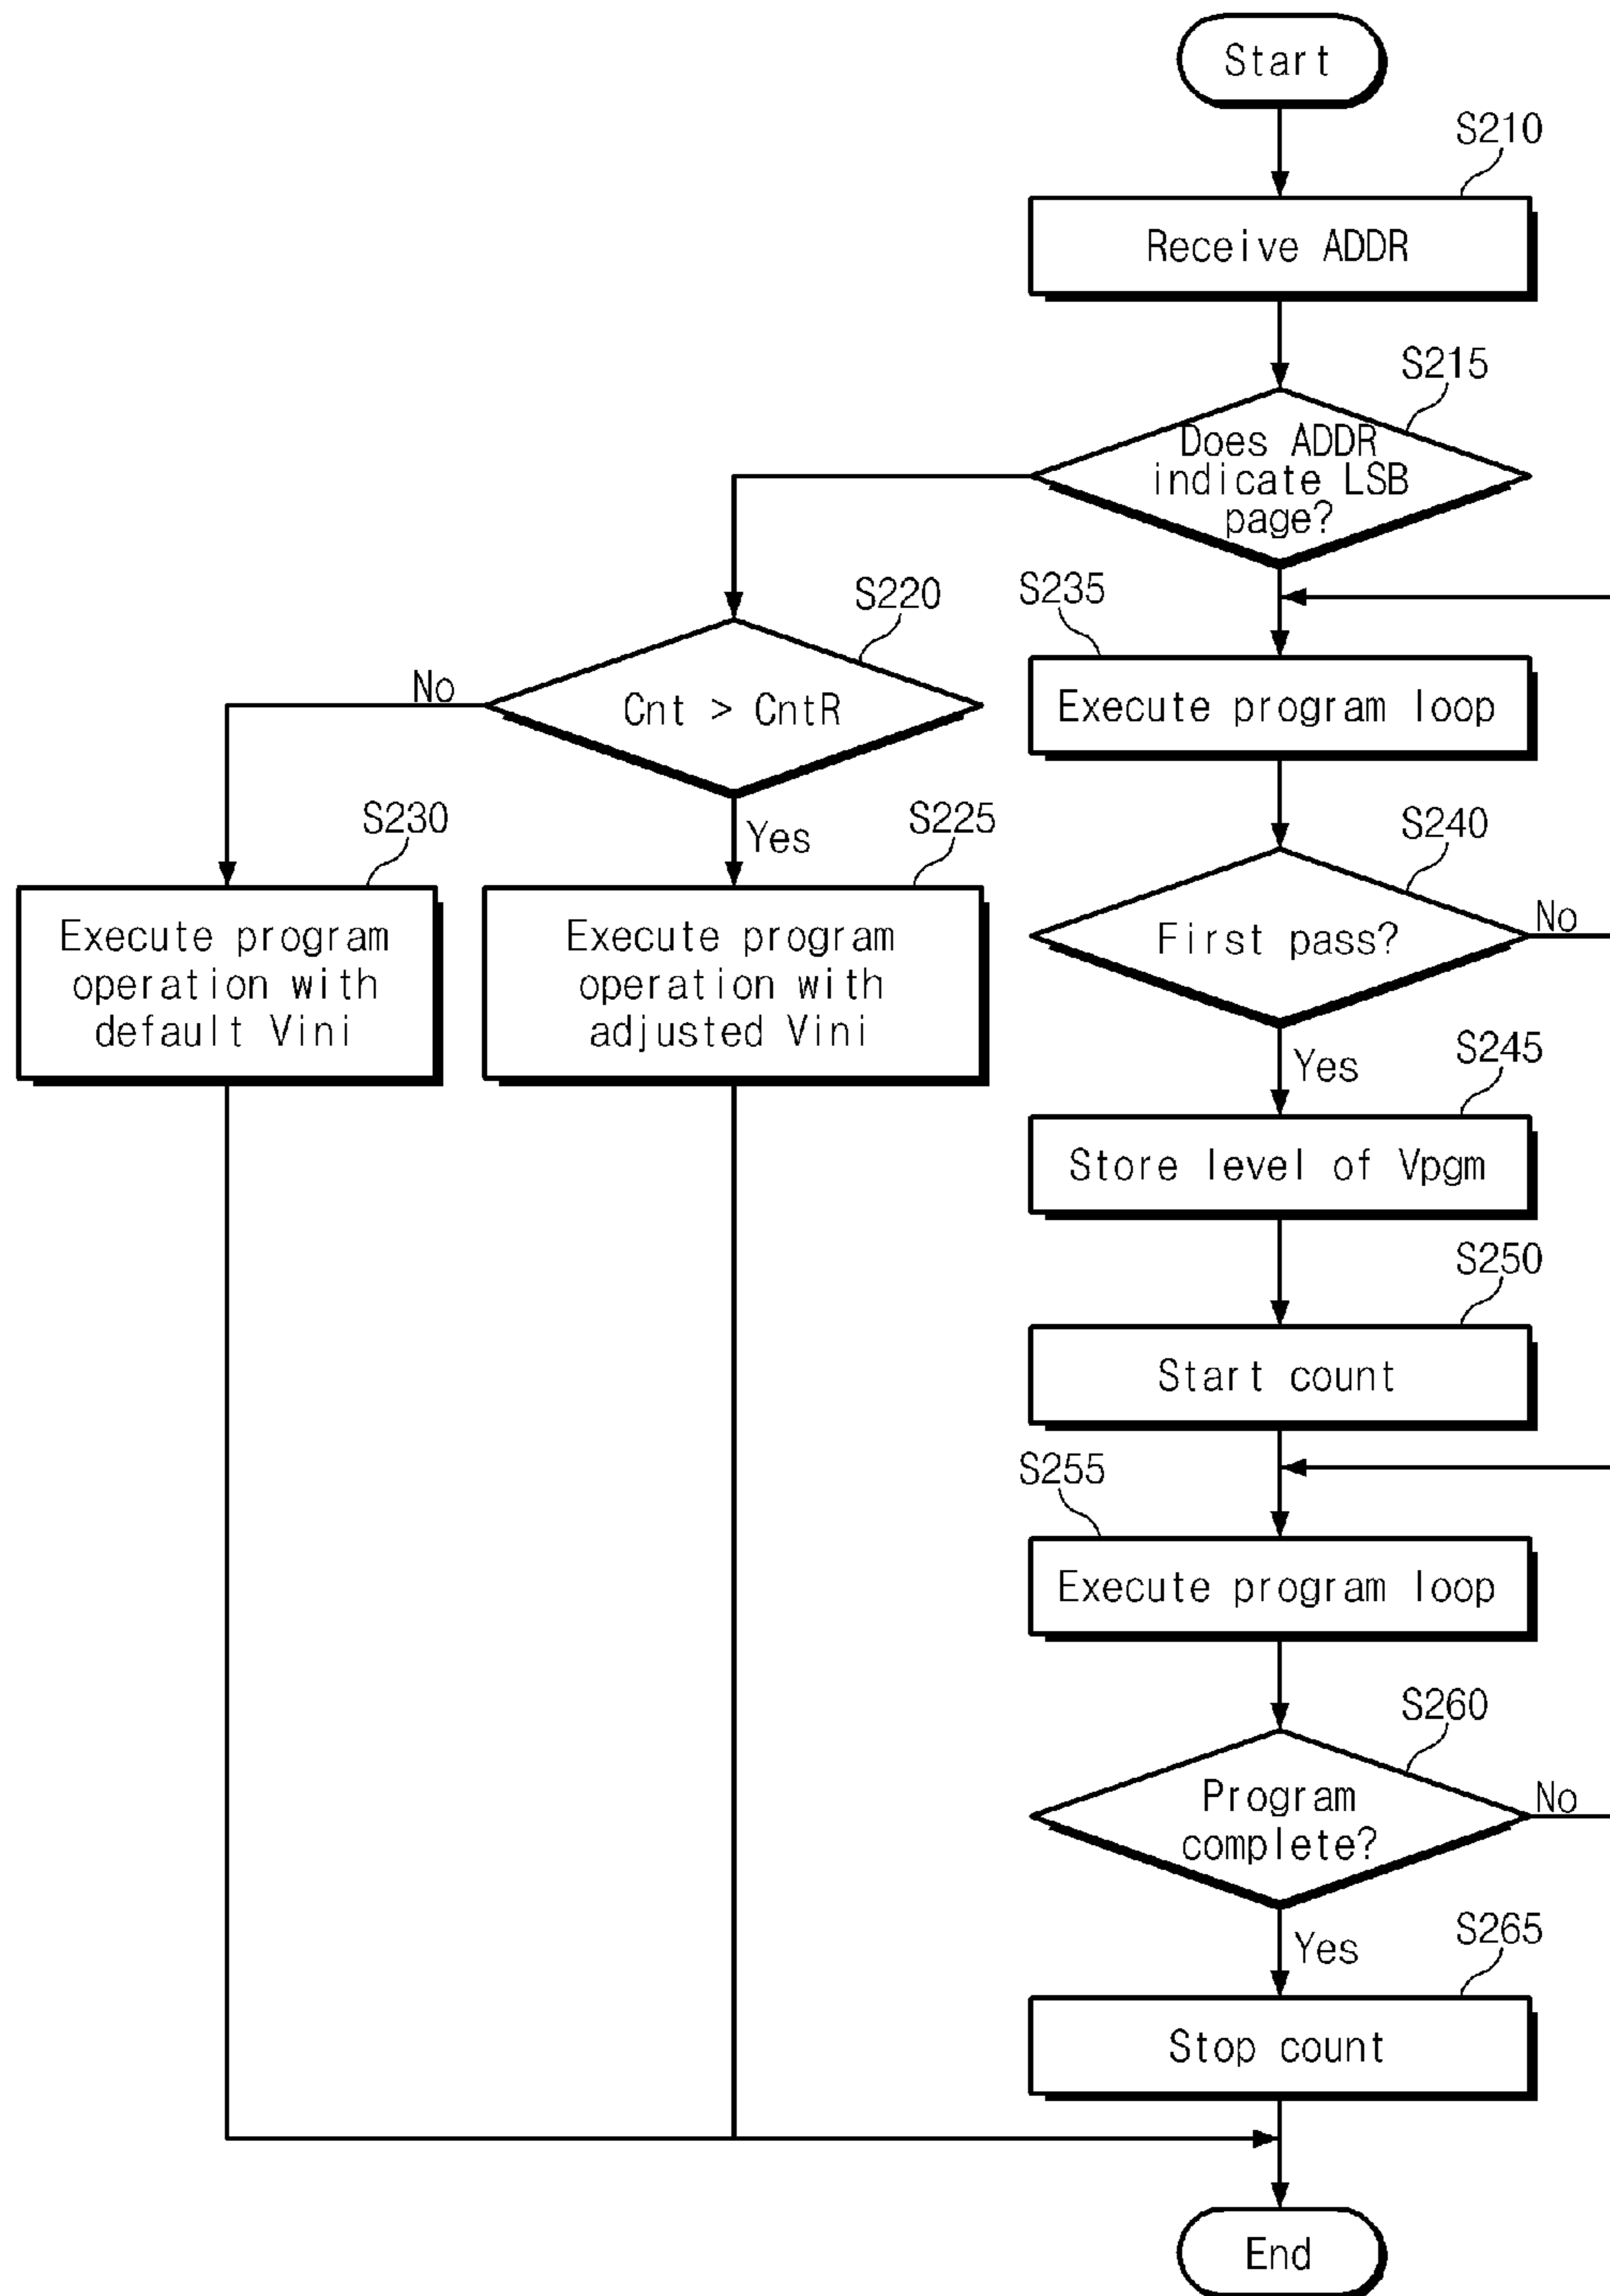 Start
S210
Receive ADDR
S215
Does ADDR
indicate LSB
page?
S220
Cnt > CntR
No
Yes
S230
Execute program
operation with
default Vini
S225
Execute program
operation with
adjusted Vini
S235
Execute program loop
S240
First pass?
No
Yes
S245
Store level of Vpgm
S250
Start count
S255
Execute program loop
S260
Program
complete?
No
Yes
S265
Stop count
End